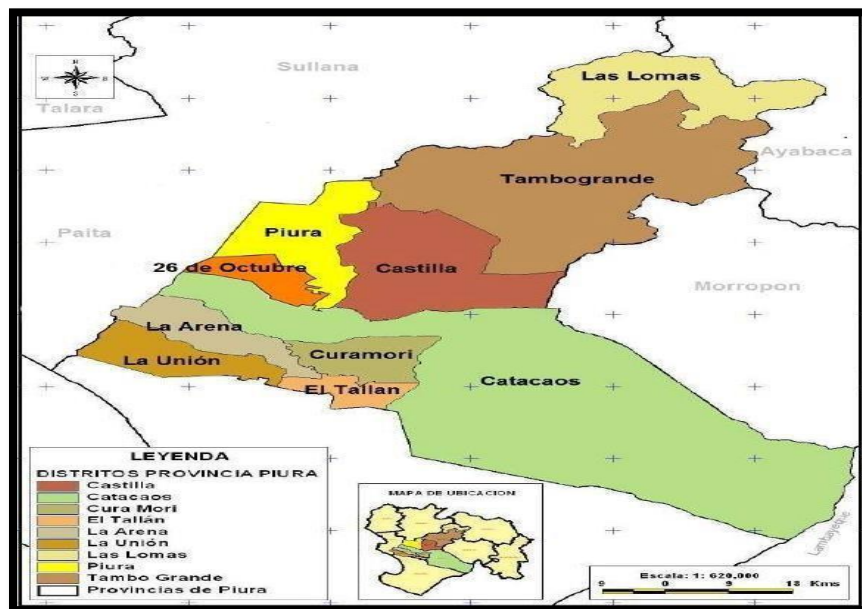 Sullana
N
Las Lomas
Talara
Ayabaca
Tambogrande
Paita
Piura
26 de Octubre
Castilla
Morropon
La Arena
La Unión
Curamori
El Tallan
Catacaos
Lambayeque
LEYENDA
DISTRITOS PROVINCIA PIURA
Castilla
Catacaos
Cura Mori
El Tallán
La Arena
La Unión
Las Lomas
Piura
Tambo Grande
Provincias de Piura
MAPA DE UBICACION
Escala: 1: 620,000
9 0 9 18 Kms